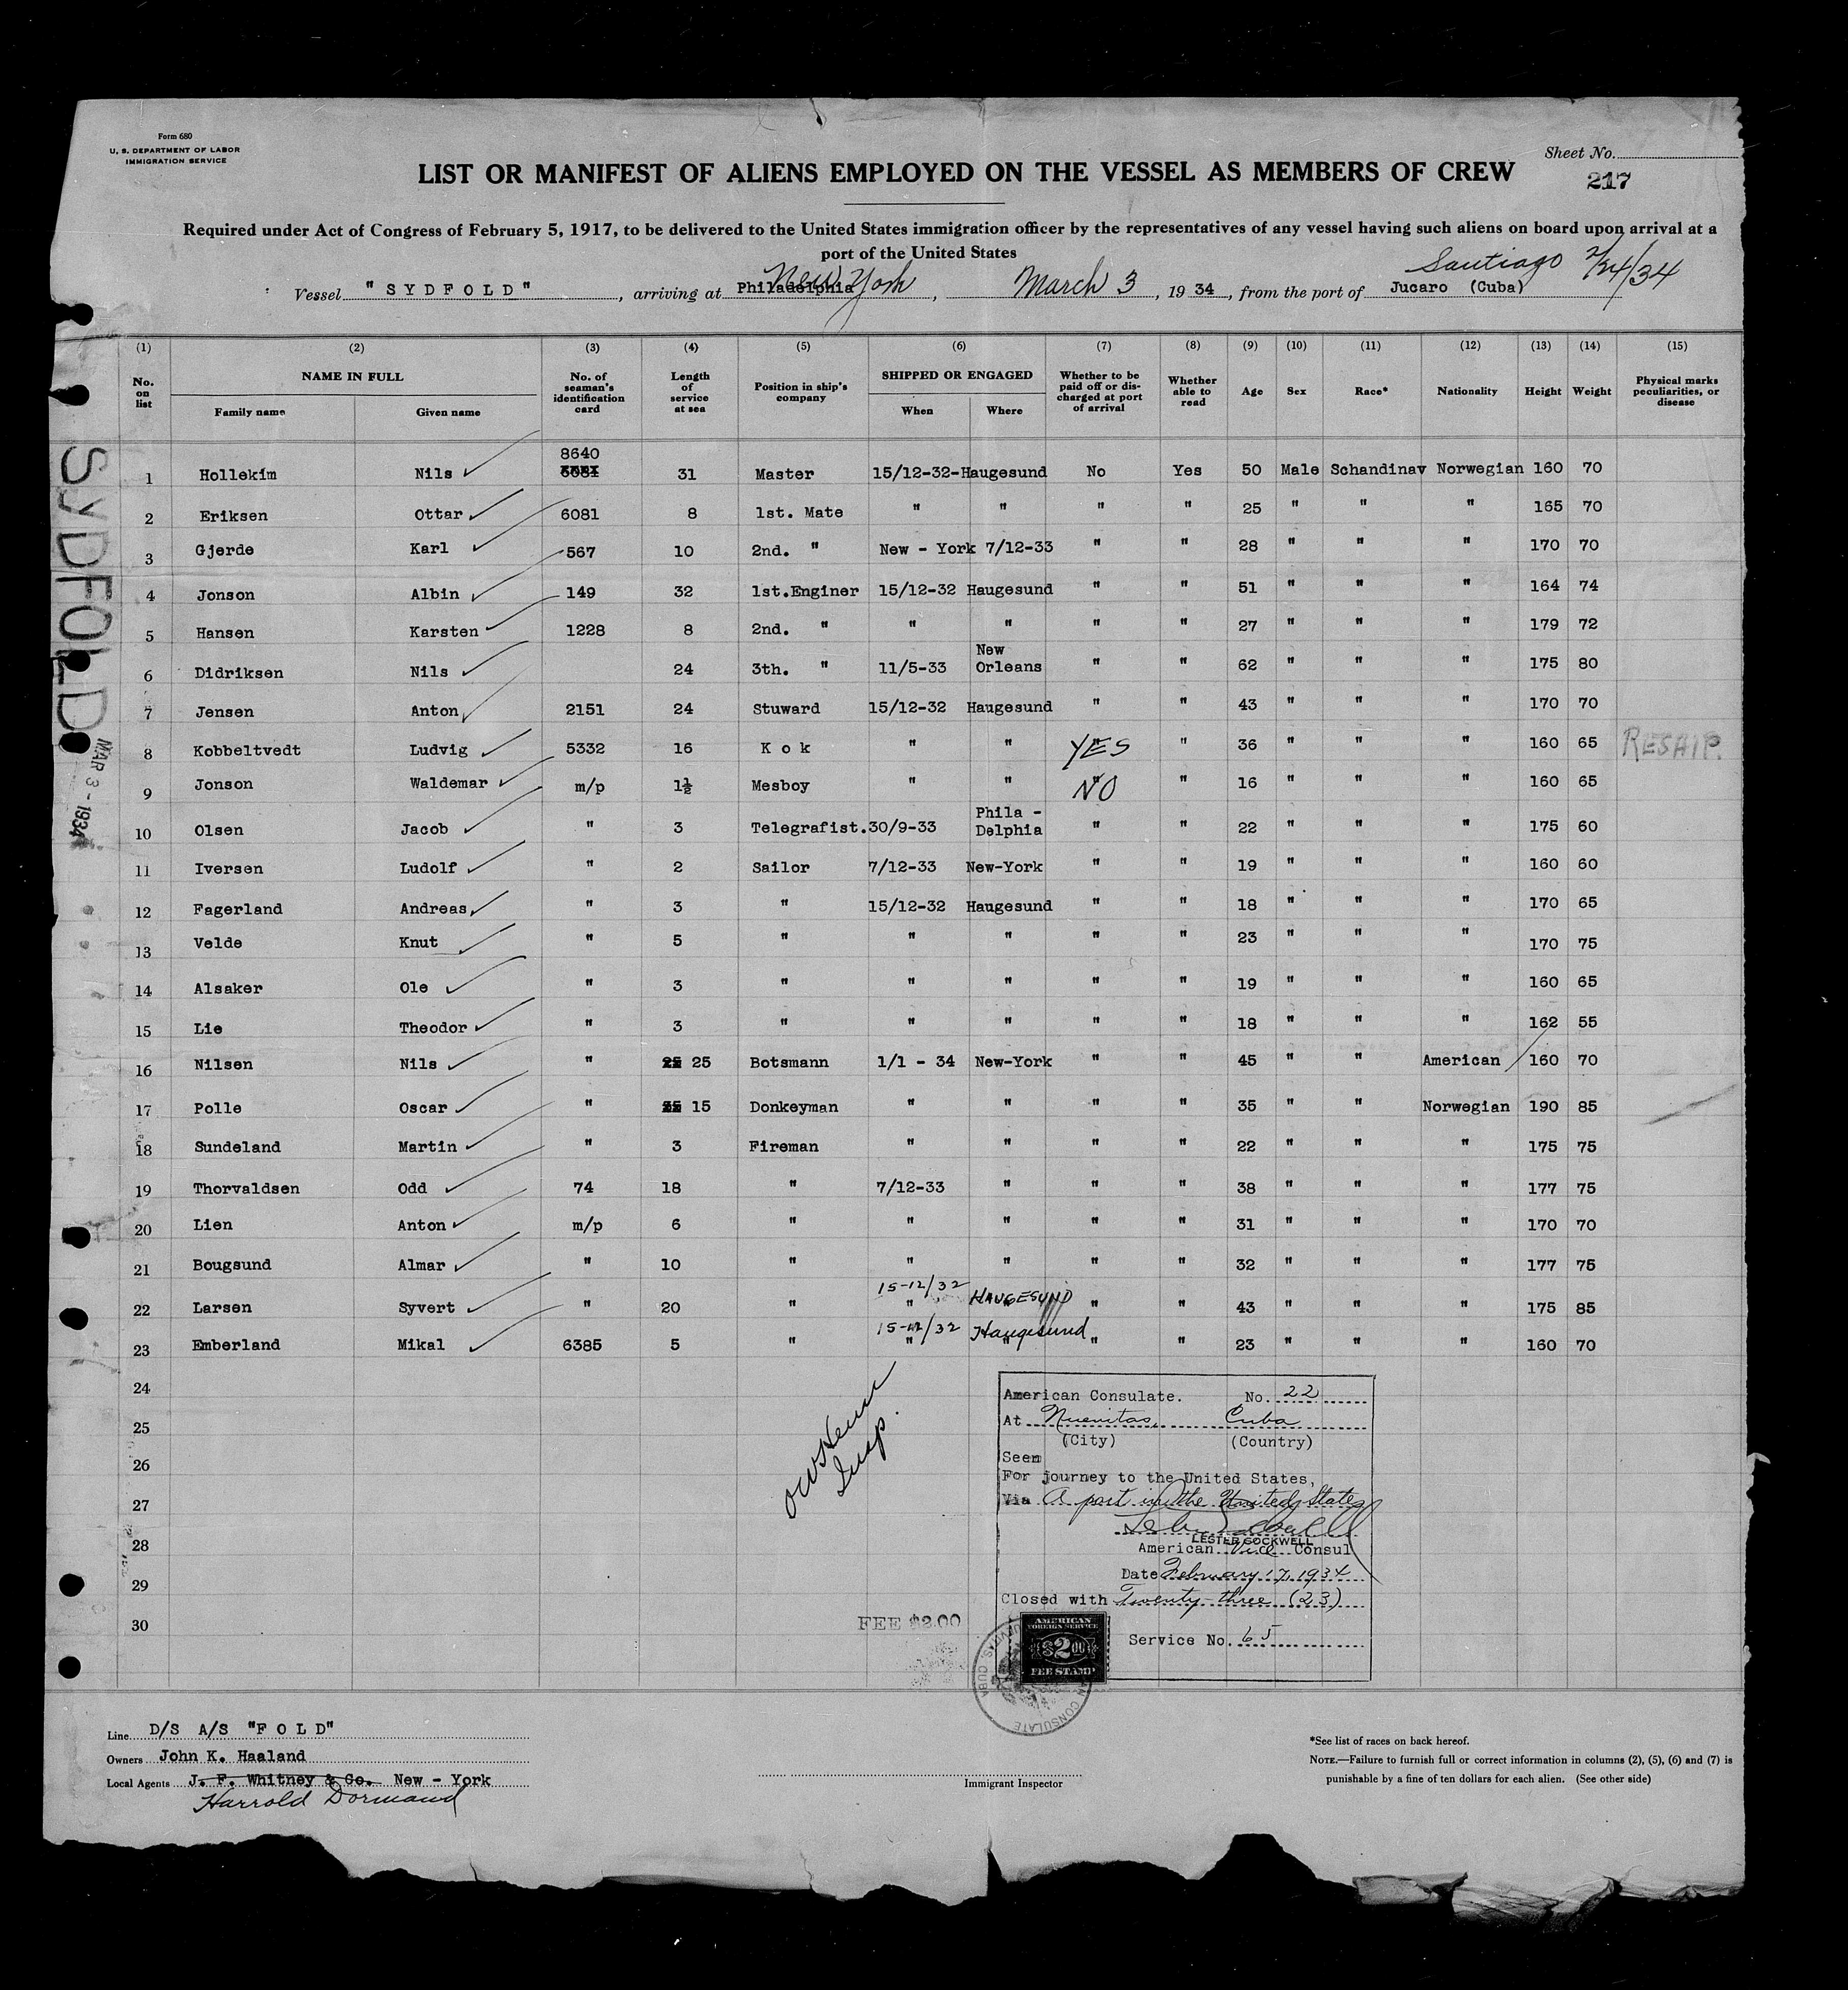 Form 680
U. S. DEPARTMENT OF LABOR
IMMIGRATION SERVICE
Sheet No.
217
LIST OR MANIFEST OF ALIENS EMPLOYED ON THE VESSEL AS MEMBERS OF CREW
Required under Act of Congress of February 5, 1917, to be delivered to the United States immigration officer by the representatives of any vessel having such aliens on board upon arrival at a
port of the United States
New York Santiago 2/24/34
Vessel "SYDFOLD", arriving at Philadelphia, March 3, 1934, from the port of Jucaro (Cuba)
(1) (2) (3) (4) (5) (6) (7) (8) (9) (10) (11) (12) (13) (14) (15)
No. on list NAME IN FULL Family name Given name No. of seaman's identification card Length of service at sea Position in ship's company SHIPPED OR ENGAGED When Where Whether to be paid off or discharged at port of arrival Whether able to read Age Sex Race* Nationality Height Weight Physical marks peculiarities, or disease
8640
1 Hollekim Nils 6081 31 Master 15/12-32-Haugesund No Yes 50 Male Schandinav Norwegian 160 70
2 Eriksen Ottar 6081 8 1st. Mate " " " " 25 " " " 165 70
3 Gjerde Karl 567 10 2nd. " New - York 7/12-33 " " 28 " " " 170 70
4 Jonson Albin 149 32 1st.Enginer 15/12-32 Haugesund " " 51 " " " 164 74
5 Hansen Karsten 1228 8 2nd. " " " " " 27 " " " 179 72
6 Didriksen Nils 24 3th. " 11/5-33 New Orleans " " 62 " " " 175 80
7 Jensen Anton 2151 24 Stuward 15/12-32 Haugesund " " 43 " " " 170 70
8 Kobbeltvedt Ludvig 5332 16 Kok " " YES " 36 " " " 160 65 RESHIP.
9 Jonson Waldemar m/p 1½ Mesboy " " NO " 16 " " " 160 65
10 Olsen Jacob " 3 Telegrafist. 30/9-33 Phila - Delphia " " 22 " " " 175 60
11 Iversen Ludolf " 2 Sailor 7/12-33 New-York " " 19 " " " 160 60
12 Fagerland Andreas " 3 " 15/12-32 Haugesund " " 18 " " " 170 65
13 Velde Knut " 5 " " " " " 23 " " " 170 75
14 Alsaker Ole " 3 " " " " " 19 " " " 160 65
15 Lie Theodor " 3 " " " " " 18 " " " 162 55
16 Nilsen Nils " 25 Botsmann 1/1 - 34 New-York " " 45 " " American 160 70
17 Polle Oscar " 15 Donkeyman " " " " 35 " " Norwegian 190 85
18 Sundeland Martin " 3 Fireman " " " " 22 " " " 175 75
19 Thorvaldsen Odd 74 18 " 7/12-33 " " " 38 " " " 177 75
20 Lien Anton m/p 6 " " " " " 31 " " " 170 70
21 Bougsund Almar " 10 " " " " " 32 " " " 177 75
22 Larsen Syvert " 20 " 15-12/32 HAUGESUND " " 43 " " " 175 85
23 Emberland Mikal 6385 5 " 15-12/32 Haugesund " " 23 " " " 160 70
24
25
26
27
28
29
30
SYDFOLD
MAR 3 - 1934
Insp.
American Consulate. No. 22
At Nuevitas, Cuba
(City) (Country)
Seen
For journey to the United States,
Via A port in the United States
LESTER COCKWELL
American Vice Consul
Date February 17, 1934
Closed with Twenty-three (23)
Service No. 65
FEE $2.00
AMERICAN
FOREIGN SERVICE
$2.00
FEE STAMP
AMERICAN CONSULATE NUEVITAS, CUBA
Line D/S A/S "FOLD"
Owners John K. Haaland
Local Agents J. F. Whitney & Co. New - York
Harrold Dormand
Immigrant Inspector
*See list of races on back hereof.
NOTE.—Failure to furnish full or correct information in columns (2), (5), (6) and (7) is
punishable by a fine of ten dollars for each alien. (See other side)